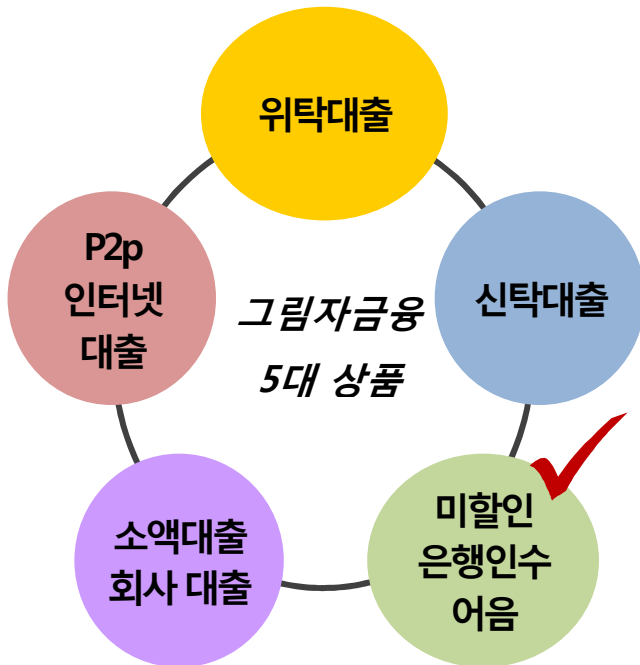 위탁대출
P2p
인터넷
대출
그림자금융
5대 상품
신탁대출
소액대출
회사 대출
미할인
은행인수
어음